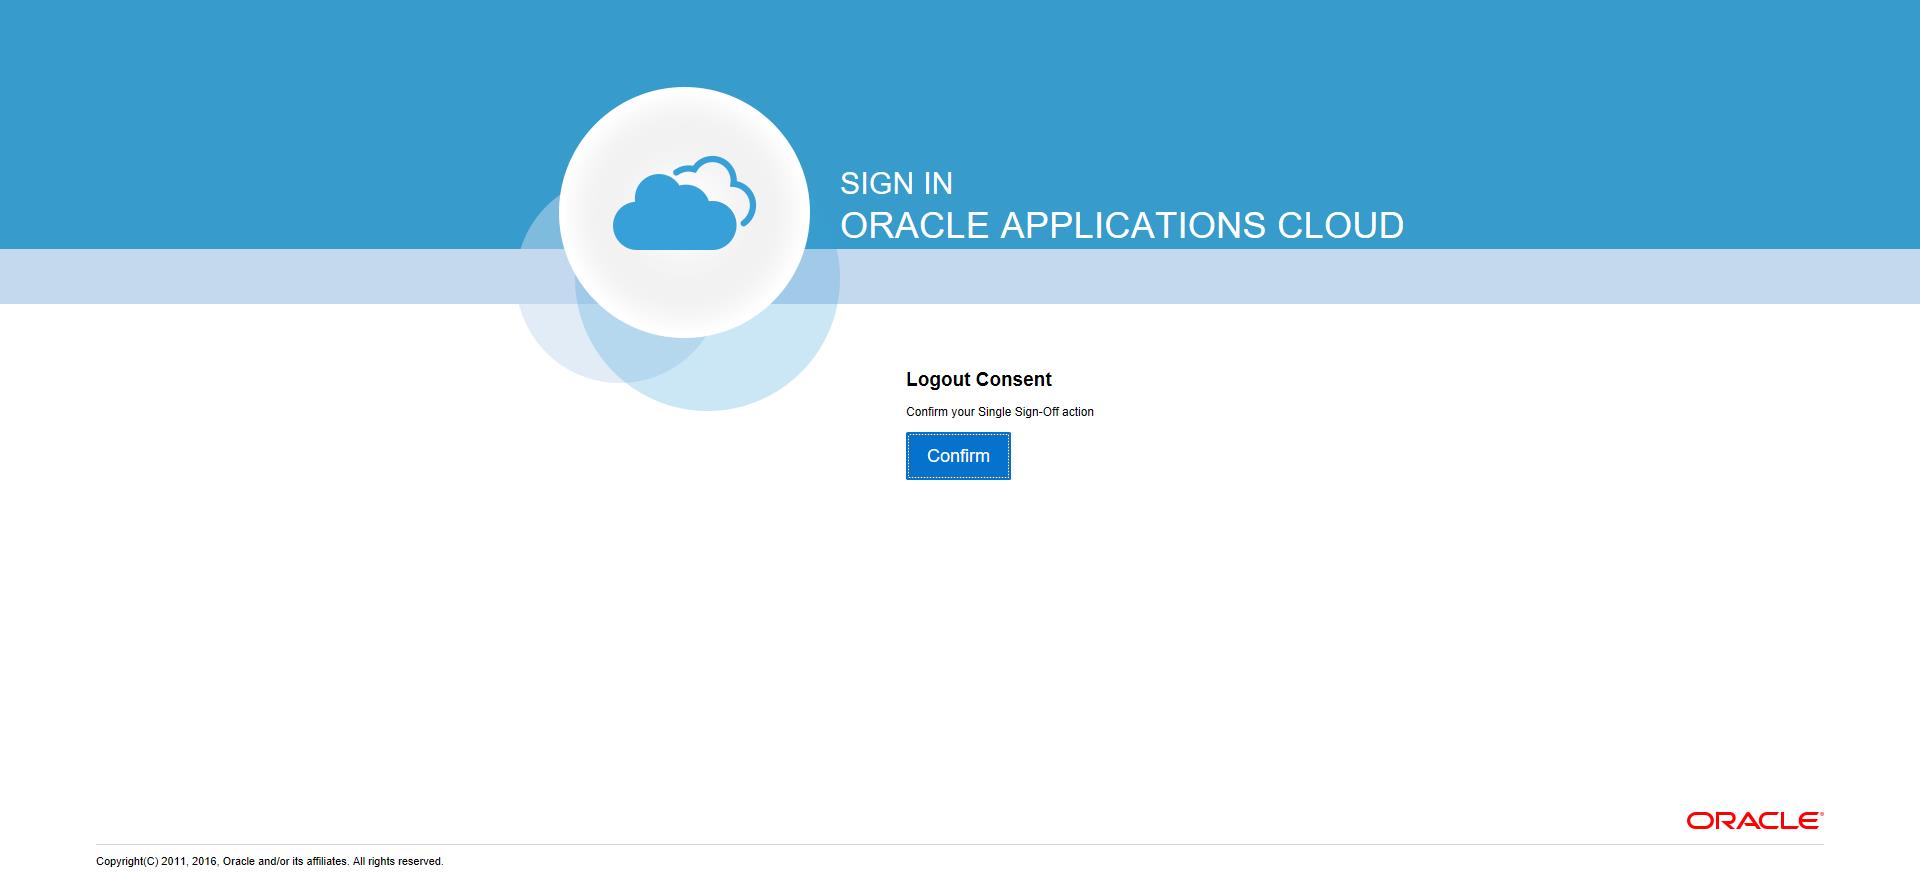 SIGN IN
ORACLE APPLICATIONS CLOUD
Logout Consent
Confirm your Single Sign-Off action
Confirm
ORACLE®
Copyright(C) 2011, 2016, Oracle and/or its affiliates. All rights reserved.